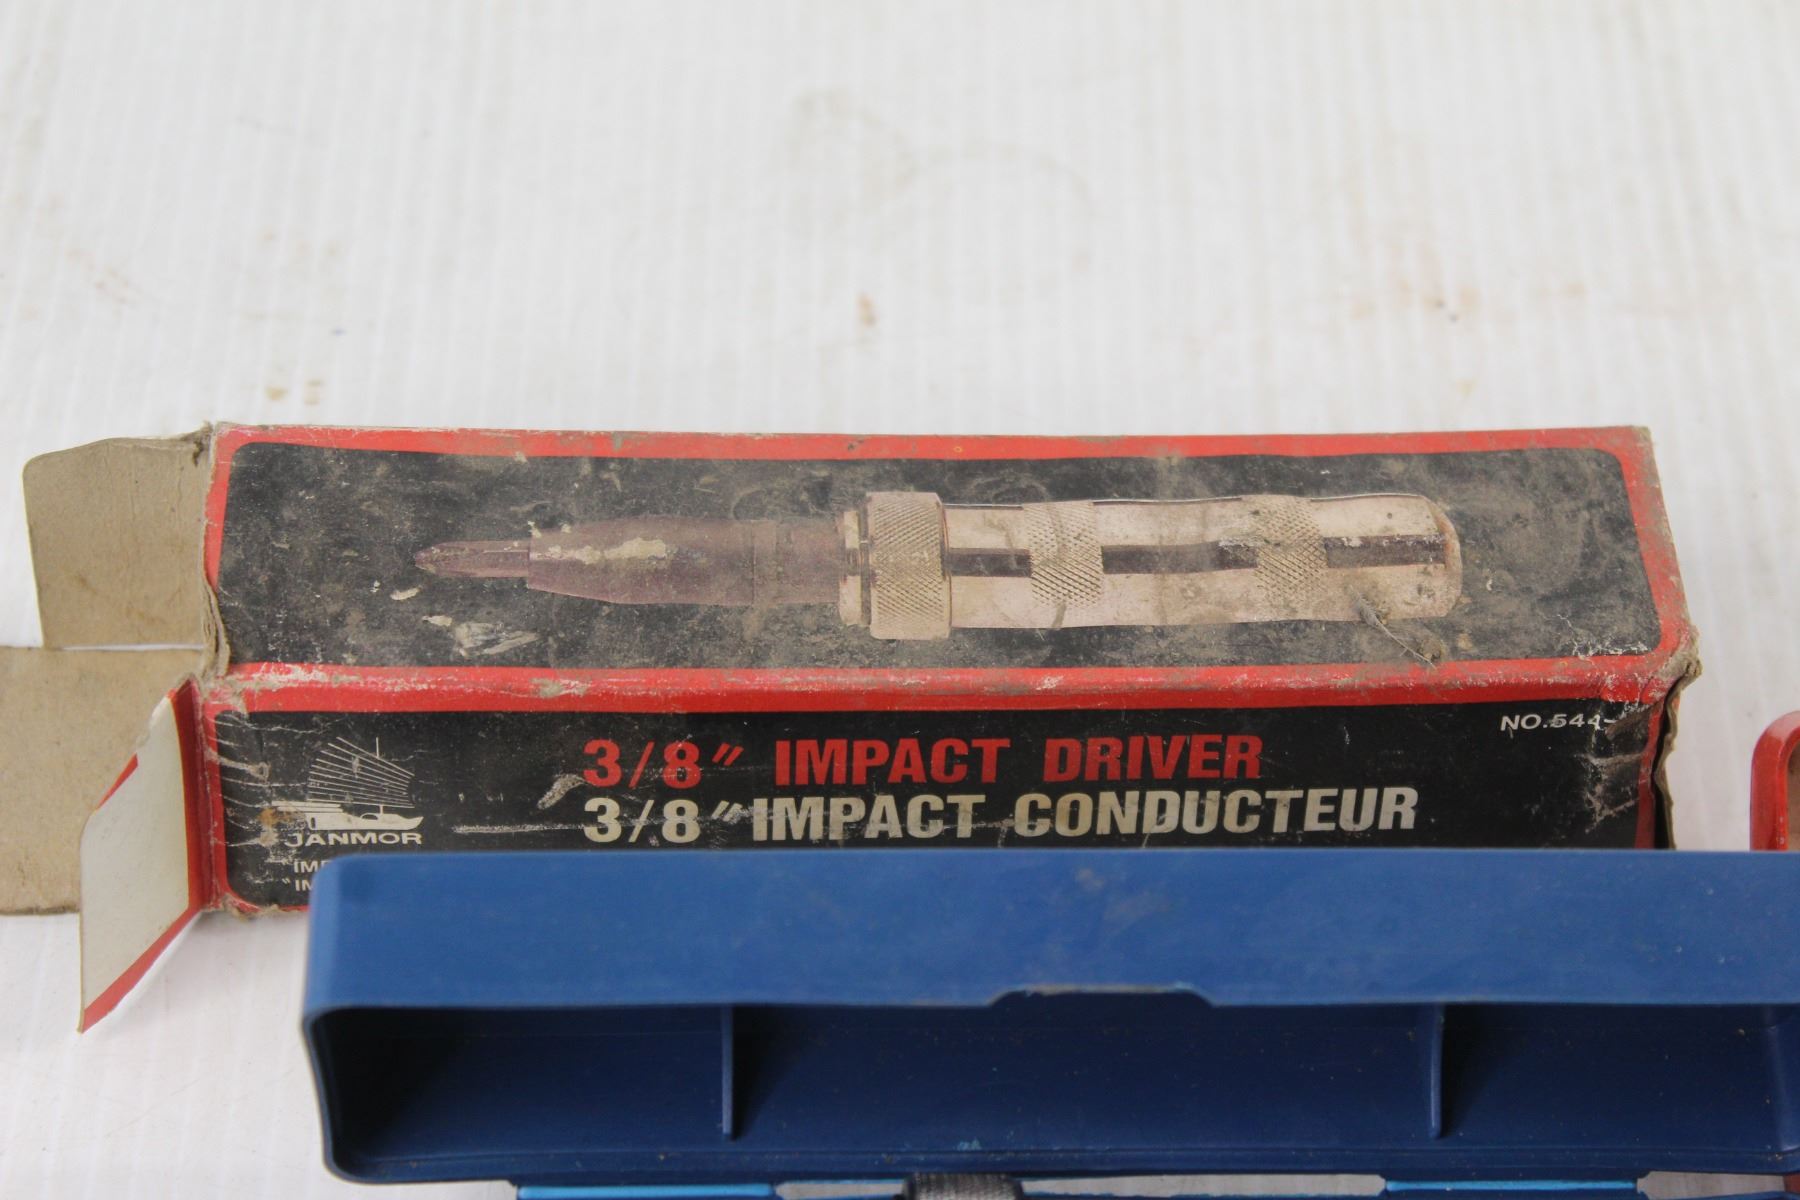 NO.544-
3/8" IMPACT DRIVER
3/8" IMPACT CONDUCTEUR
JANMOR